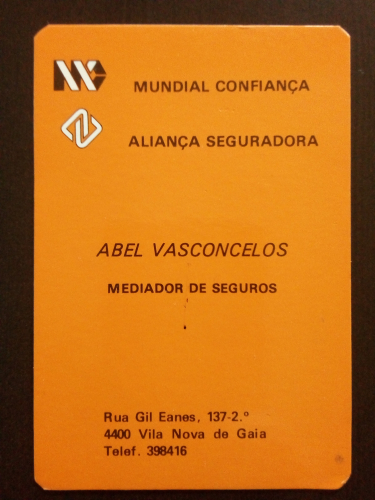 MUNDIAL CONFIANÇA
ALIANÇA SEGURADORA
ABEL VASCONCELOS
MEDIADOR DE SEGUROS
Rua Gil Eanes, 137-2.º
4400 Vila Nova de Gaia
Telef. 398416